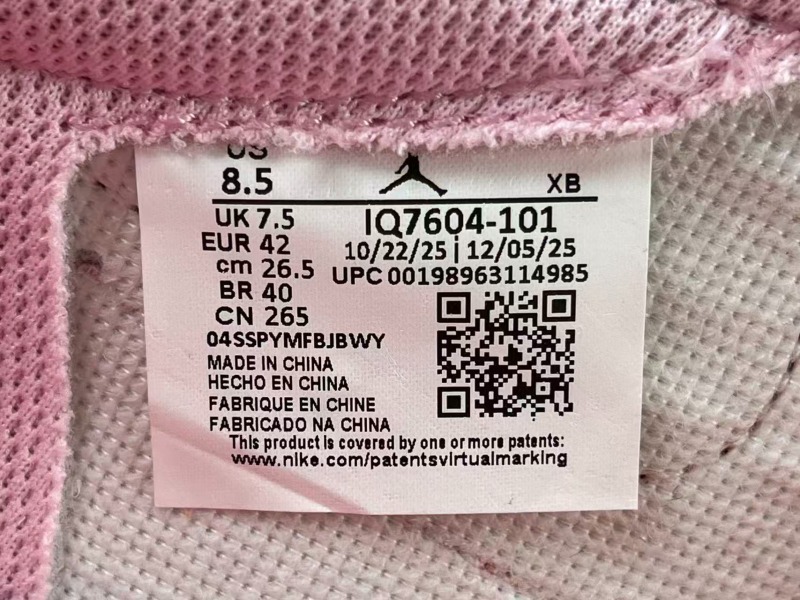 US
8.5 XB
UK 7.5 IQ7604-101
EUR 42 10/22/25 | 12/05/25
cm 26.5 UPC 00198963114985
BR 40
CN 265
04SSPYMFBJBWY
MADE IN CHINA
HECHO EN CHINA
FABRIQUE EN CHINE
FABRICADO NA CHINA
This product is covered by one or more patents:
www.nike.com/patentsvirtualmarking